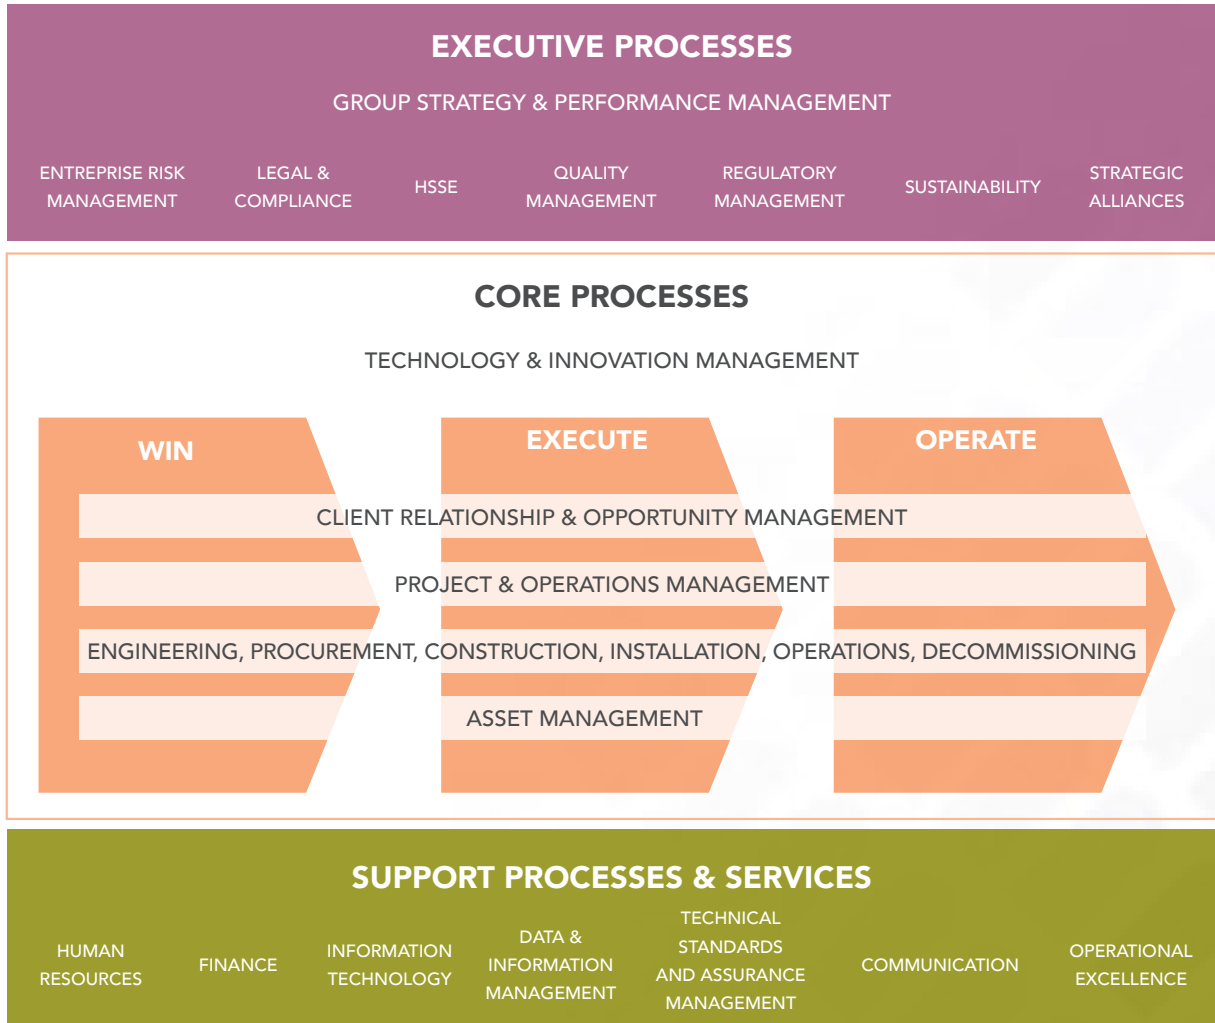 EXECUTIVE PROCESSES
GROUP STRATEGY & PERFORMANCE MANAGEMENT
ENTREPRISE RISK
MANAGEMENT
LEGAL &
COMPLIANCE
HSSE
QUALITY
MANAGEMENT
REGULATORY
MANAGEMENT
SUSTAINABILITY
STRATEGIC
ALLIANCES
CORE PROCESSES
TECHNOLOGY & INNOVATION MANAGEMENT
WIN
EXECUTE
OPERATE
CLIENT RELATIONSHIP & OPPORTUNITY MANAGEMENT
PROJECT & OPERATIONS MANAGEMENT
ENGINEERING, PROCUREMENT, CONSTRUCTION, INSTALLATION, OPERATIONS, DECOMMISSIONING
ASSET MANAGEMENT
SUPPORT PROCESSES & SERVICES
HUMAN
RESOURCES
FINANCE
INFORMATION
TECHNOLOGY
DATA &
INFORMATION
MANAGEMENT
TECHNICAL
STANDARDS
AND ASSURANCE
MANAGEMENT
COMMUNICATION
OPERATIONAL
EXCELLENCE